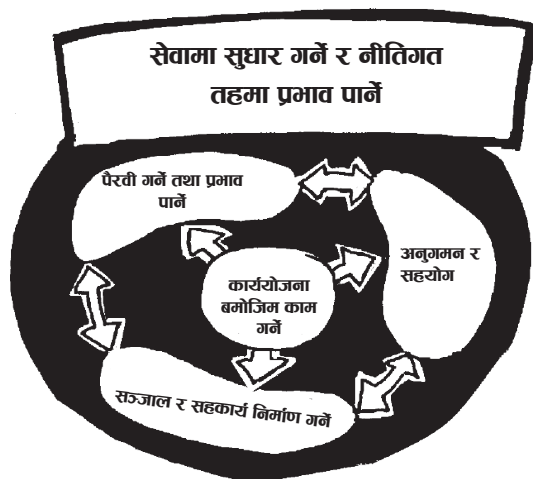 सेवामा सुधार गर्ने र नीतिगत
तहमा प्रभाव पार्ने
पैरवी गर्ने तथा प्रभाव
पार्ने
अनुगमन र
सहयोग
कार्ययोजना
बमोजिम काम
गर्ने
सञ्जाल र सहकार्य निर्माण गर्ने